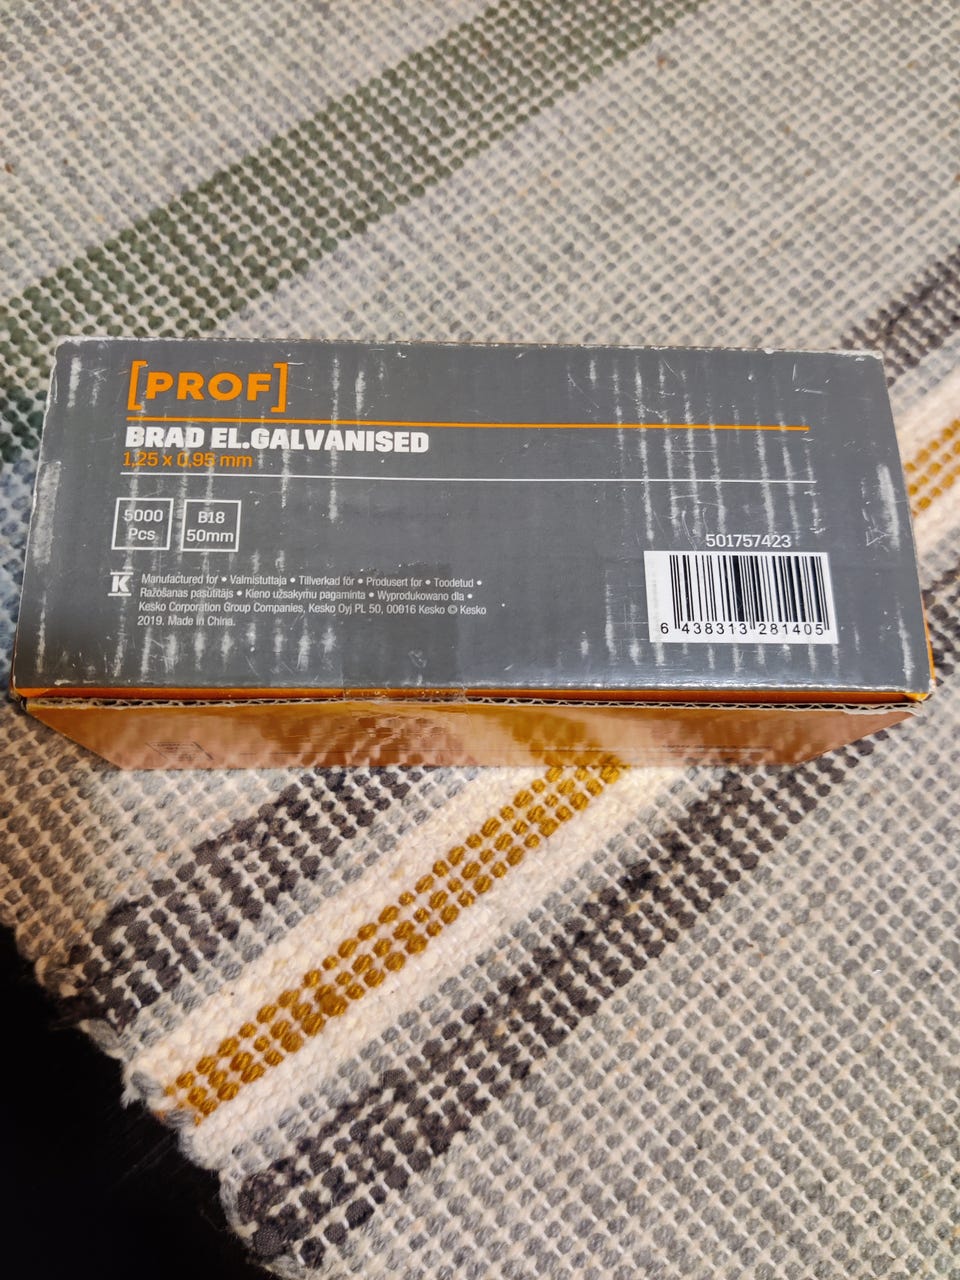 [PROF]
BRAD EL.GALVANISED
1,25 x 0,95 mm
5000
Pcs.
B18
50mm
501757423
Manufactured for • Valmistuttaja • Tillverkad för • Produsert for • Toodetud •
Ražošanas pasūtītājs • Kieno užsakymu pagaminta • Wyprodukowano dla •
Kesko Corporation Group Companies, Kesko Oyj PL 50, 00016 Kesko © Kesko
2019. Made in China.
6 438313 281405